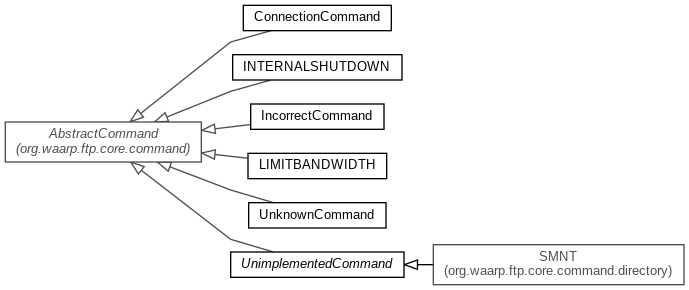 ConnectionCommand
INTERNALSHUTDOWN
IncorrectCommand
AbstractCommand
(org.waarp.ftp.core.command)
LIMITBANDWIDTH
UnknownCommand
UnimplementedCommand
SMNT
(org.waarp.ftp.core.command.directory)